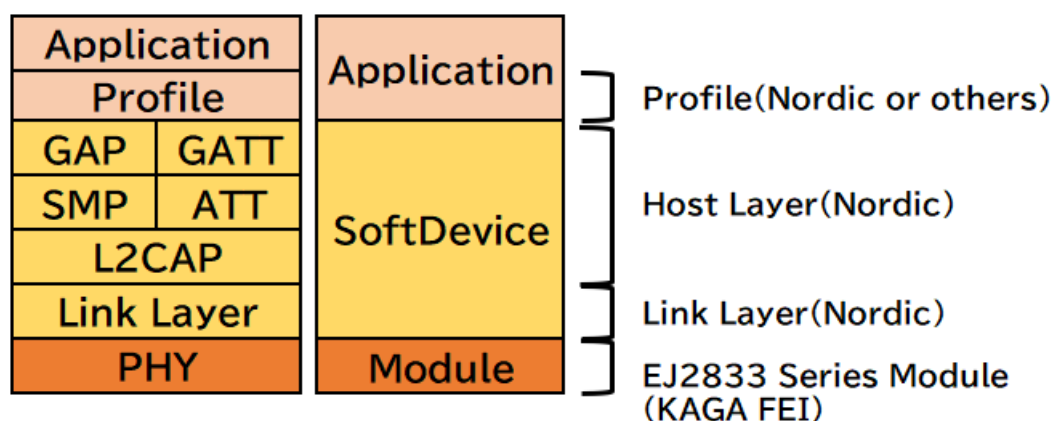 Application
Profile
GAP GATT
SMP ATT
L2CAP
Link Layer
PHY
Application
SoftDevice
Module
Profile(Nordic or others)
Host Layer(Nordic)
Link Layer(Nordic)
EJ2833 Series Module
(KAGA FEI)